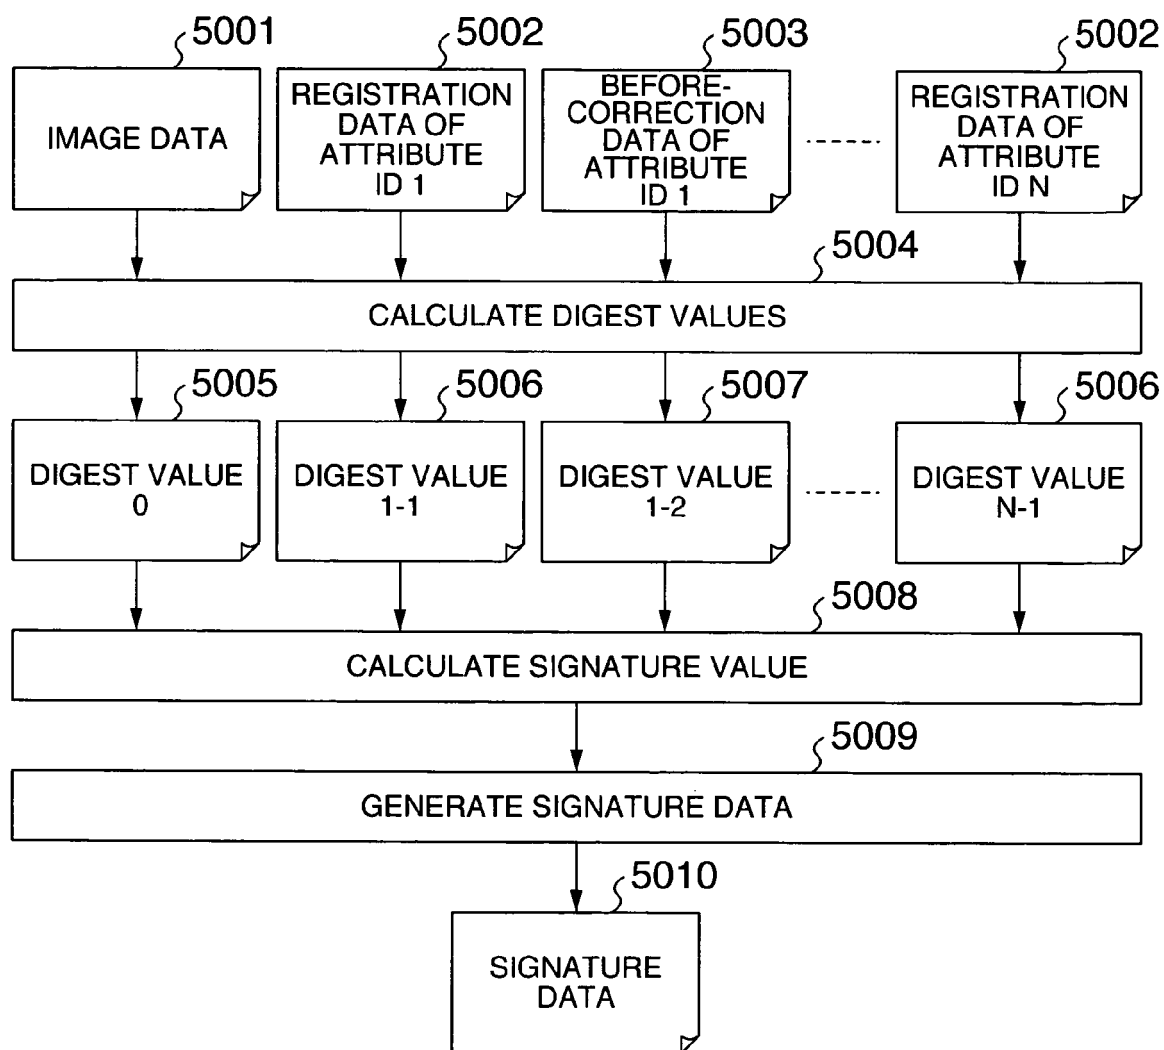 5001
5002
5003
5002
IMAGE DATA
REGISTRATION
DATA OF
ATTRIBUTE
ID 1
BEFORE-
CORRECTION
DATA OF
ATTRIBUTE
ID 1
REGISTRATION
DATA OF
ATTRIBUTE
ID N
5004
CALCULATE DIGEST VALUES
5005
5006
5007
5006
DIGEST VALUE
0
DIGEST VALUE
1-1
DIGEST VALUE
1-2
DIGEST VALUE
N-1
5008
CALCULATE SIGNATURE VALUE
5009
GENERATE SIGNATURE DATA
5010
SIGNATURE
DATA